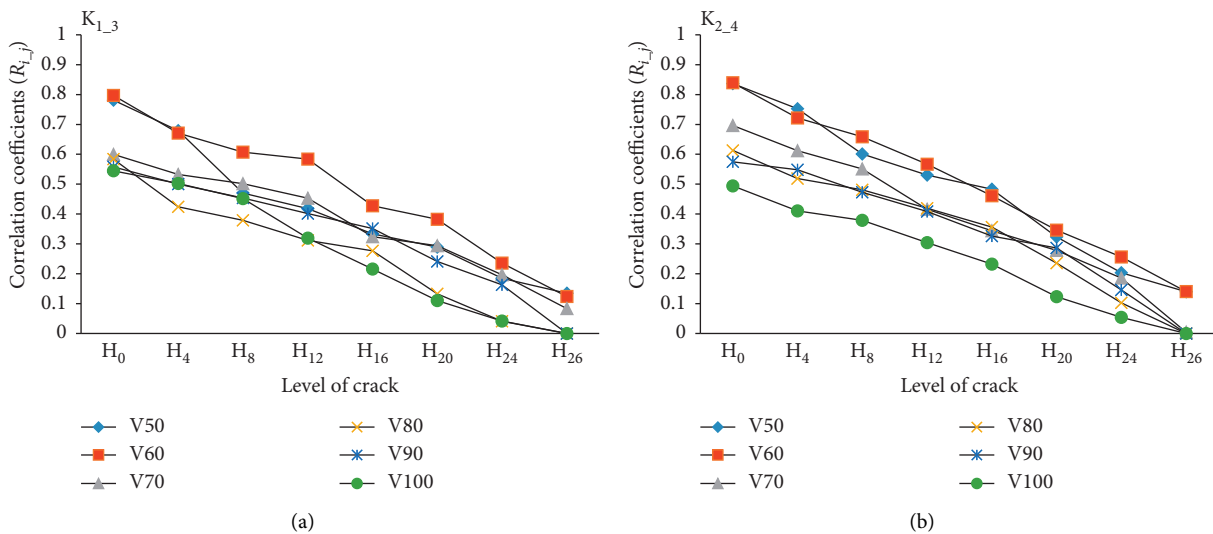 K1_3
Correlation coefficients (Ri_j)
1
0.9
0.8
0.7
0.6
0.5
0.4
0.3
0.2
0.1
0
H0 H4 H8 H12 H16 H20 H24 H26
Level of crack
V50
V60
V70
V80
V90
V100
(a)
K2_4
Correlation coefficients (Ri_j)
1
0.9
0.8
0.7
0.6
0.5
0.4
0.3
0.2
0.1
0
H0 H4 H8 H12 H16 H20 H24 H26
Level of crack
V50
V60
V70
V80
V90
V100
(b)